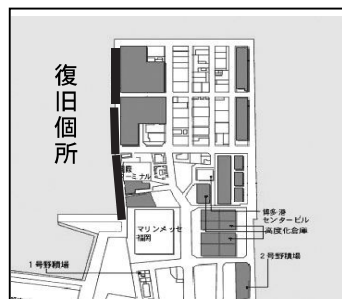 復旧個所
ターミナル
マリンメッセ
福岡
博多港
センタービル
高度化倉庫
1号野積場
2号野積場